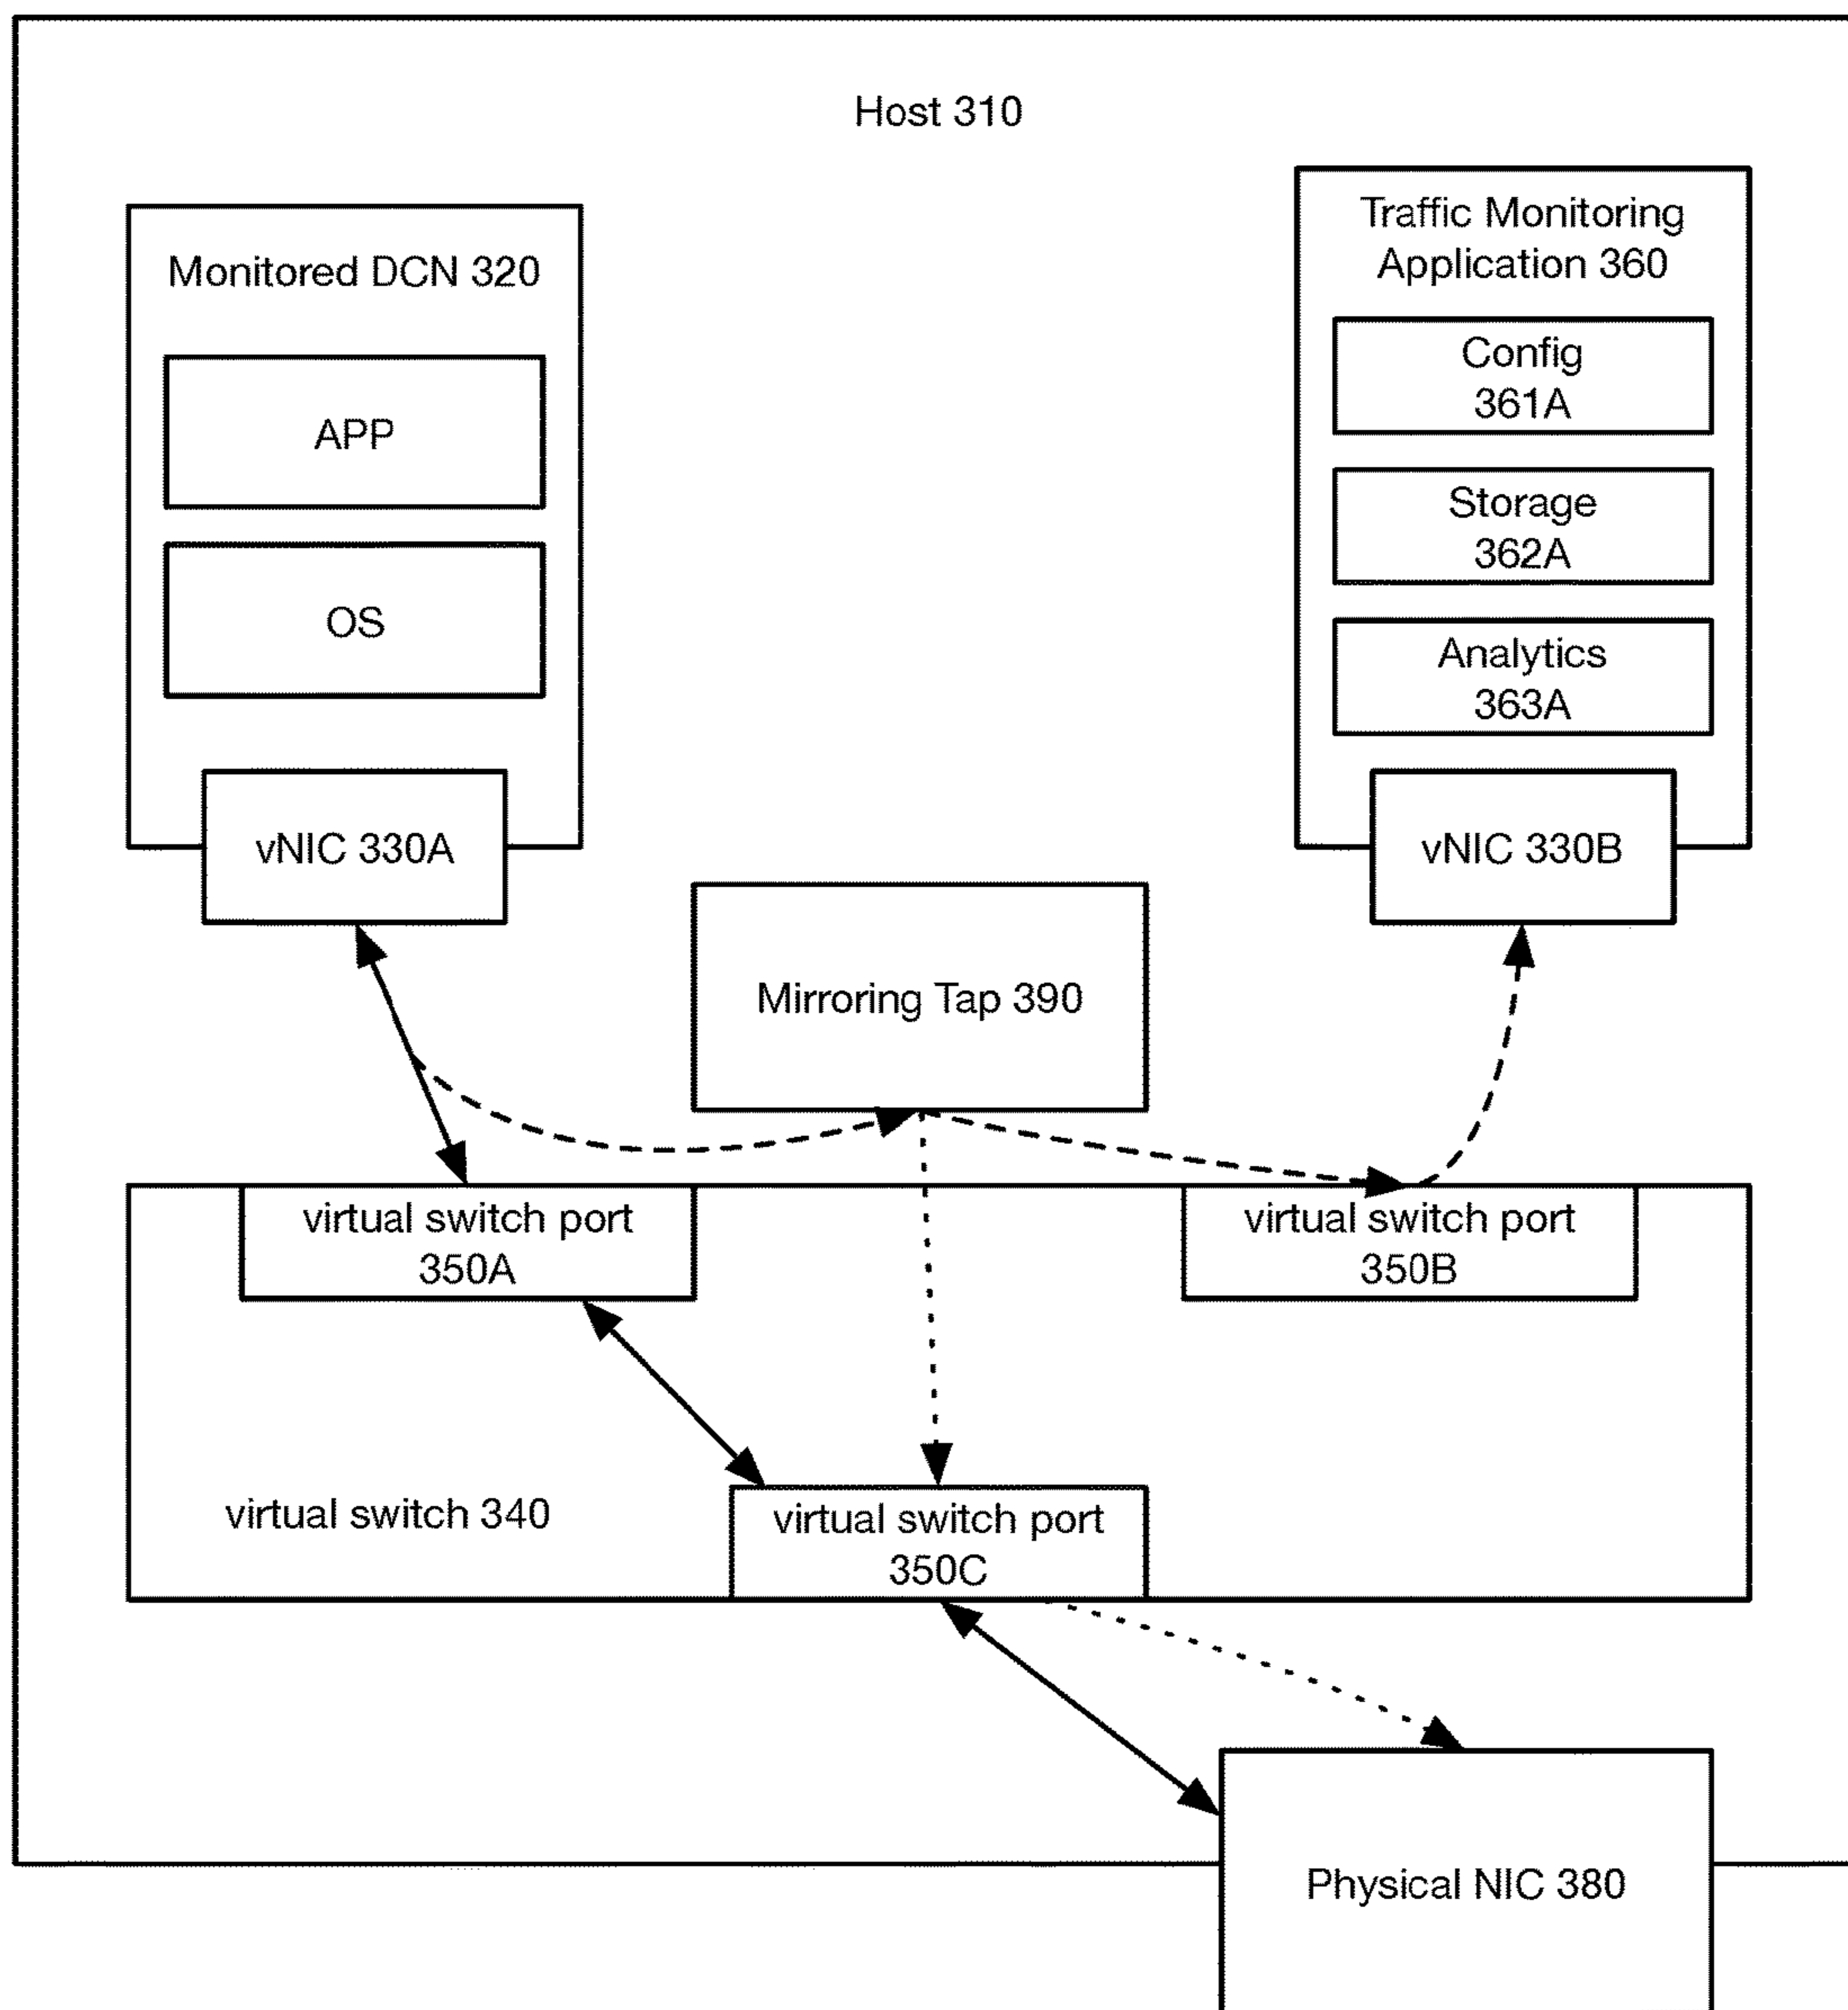 Host 310
Monitored DCN 320
APP
OS
vNIC 330A
Traffic Monitoring
Application 360
Config
361A
Storage
362A
Analytics
363A
vNIC 330B
Mirroring Tap 390
virtual switch port
350A
virtual switch port
350B
virtual switch 340
virtual switch port
350C
Physical NIC 380